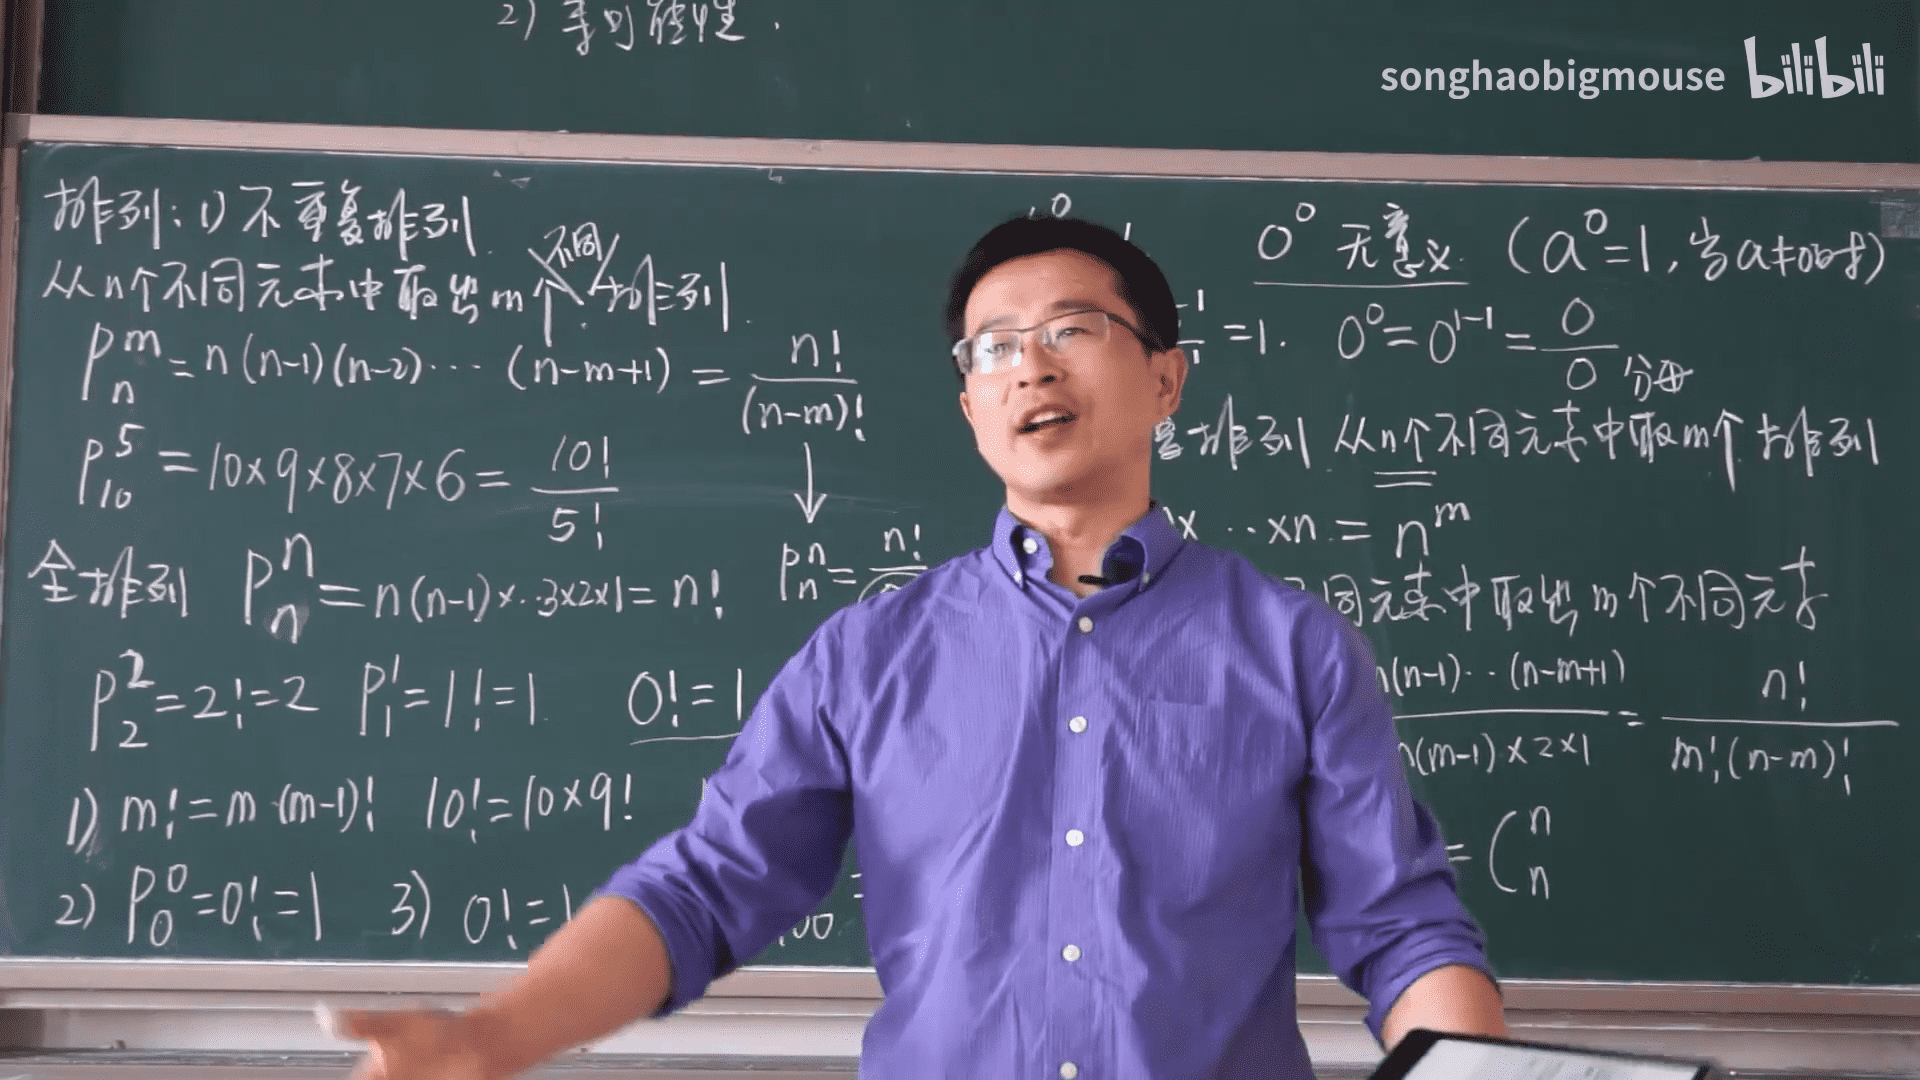 2) 等可能性.
songhaobigmouse bilibili
排列: 1) 不重复排列
从n个不同元素中取出m个 不同 排列.
P_n^m = n(n-1)(n-2)···(n-m+1) = n!/(n-m)!
P_10^5 = 10×9×8×7×6 = 10!/5!
全排列 P_n^n = n(n-1)×··3×2×1 = n!
P_n^n = n!
P_2^2 = 2! = 2 P_1^1 = 1! = 1. 0! = 1
1) m! = m·(m-1)! 10! = 10×9!
2) P_0^0 = 0! = 1 3) 0! = 1
0^0 无意义. (a^0=1, 当a≠0时)
=1. 0^0 = 0^{1-1} = 0/0 分母
排列. 从n个不同元素中取m个 排列
× ··×n. = n^m
同元素中取出m个不同元素
n(n-1)··(n-m+1)/m(m-1)·×2×1 = n!/m!(n-m)!
= C_n^n